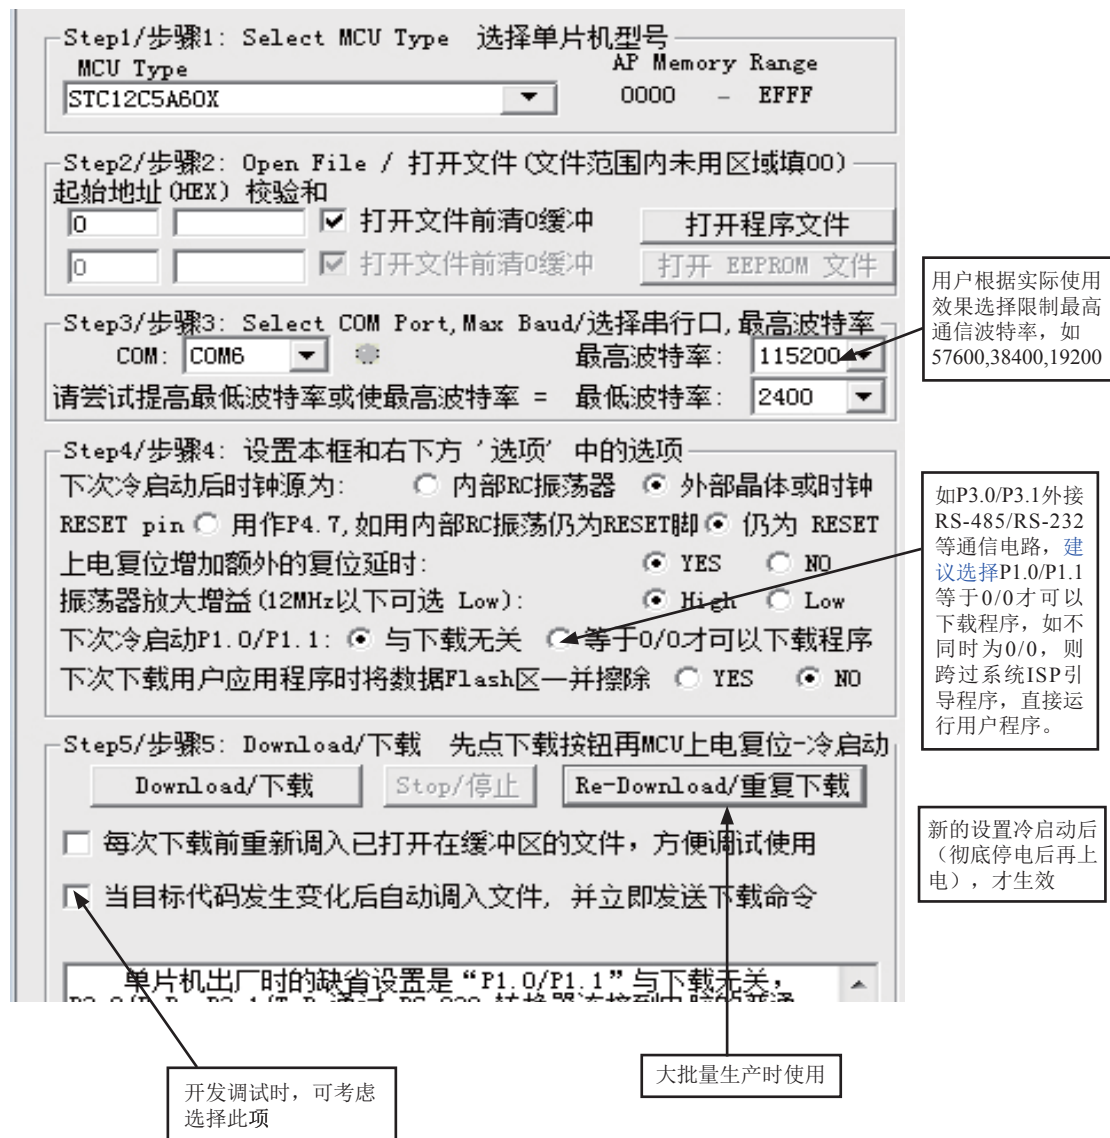 Step1/步骤1: Select MCU Type 选择单片机型号
MCU Type
AP Memory Range
STC12C5A60X
0000 – EFFF
Step2/步骤2: Open File / 打开文件(文件范围内未用区域填00)
起始地址(HEX) 校验和
0
打开文件前清0缓冲
打开程序文件
0
打开文件前清0缓冲
打开 EEPROM 文件
Step3/步骤3: Select COM Port,Max Baud/选择串行口,最高波特率
COM: COM6
最高波特率: 115200
请尝试提高最低波特率或使最高波特率 = 最低波特率: 2400
用户根据实际使用
效果选择限制最高
通信波特率，如
57600,38400,19200
Step4/步骤4: 设置本框和右下方 '选项' 中的选项
下次冷启动后时钟源为: 内部RC振荡器 外部晶体或时钟
RESET pin 用作P4.7,如用内部RC振荡仍为RESET脚 仍为 RESET
上电复位增加额外的复位延时: YES NO
振荡器放大增益(12MHz以下可选 Low): High Low
下次冷启动P1.0/P1.1: 与下载无关 等于0/0才可以下载程序
下次下载用户应用程序时将数据Flash区一并擦除 YES NO
如P3.0/P3.1外接
RS-485/RS-232
等通信电路，建
议选择P1.0/P1.1
等于0/0才可以
下载程序，如不
同时为0/0，则
跨过系统ISP引
导程序，直接运
行用户程序。
Step5/步骤5: Download/下载 先点下载按钮再MCU上电复位-冷启动
Download/下载
Stop/停止
Re-Download/重复下载
每次下载前重新调入已打开在缓冲区的文件，方便调试使用
当目标代码发生变化后自动调入文件, 并立即发送下载命令
新的设置冷启动后
（彻底停电后再上
电），才生效
单片机出厂时的缺省设置是“P1.0/P1.1”与下载无关，
开发调试时，可考虑
选择此项
大批量生产时使用